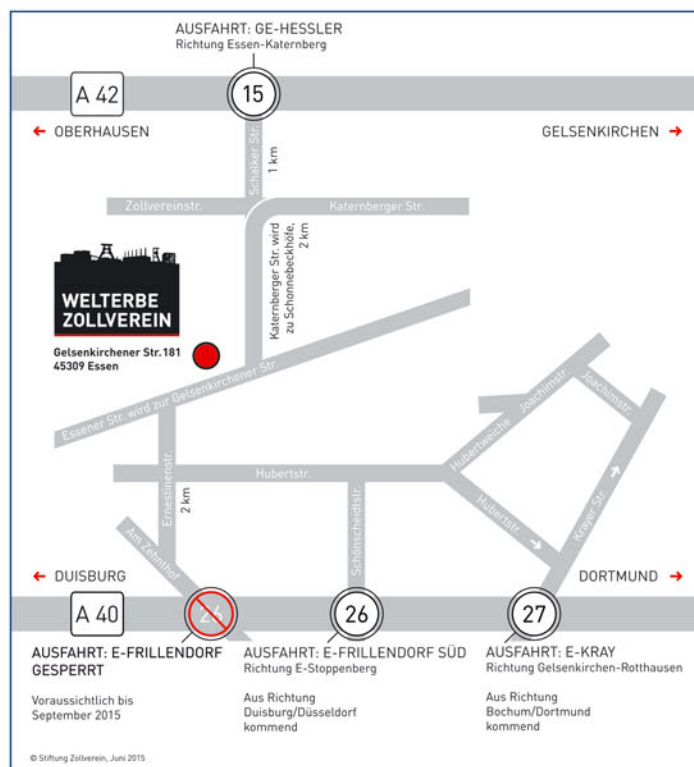 AUSFAHRT: GE-HESSLER
Richtung Essen-Katernberg
A 42
15
← OBERHAUSEN
GELSENKIRCHEN →
Schalker Str.
1 km
Zollvereinstr.
Katernberger Str.
Katernberger Str. wird
zu Schonnebeckhöfe,
2 km
WELTERBE
ZOLLVEREIN
Gelsenkirchener Str. 181
45309 Essen
Essener Str. wird zur Gelsenkirchener Str.
Joachimstr.
Joachimstr.
Hubertweiche
Hubertstr.
Ernestinenstr.
2 km
Schönscheidtstr.
Hubertstr.
Krayer Str.
Am Zehnthof
← DUISBURG
DORTMUND →
A 40
26
26
27
AUSFAHRT: E-FRILLENDORF
GESPERRT
Voraussichtlich bis
September 2015
AUSFAHRT: E-FRILLENDORF SÜD
Richtung E-Stoppenberg
Aus Richtung
Duisburg/Düsseldorf
kommend
AUSFAHRT: E-KRAY
Richtung Gelsenkirchen-Rotthausen
Aus Richtung
Bochum/Dortmund
kommend
© Stiftung Zollverein, Juni 2015